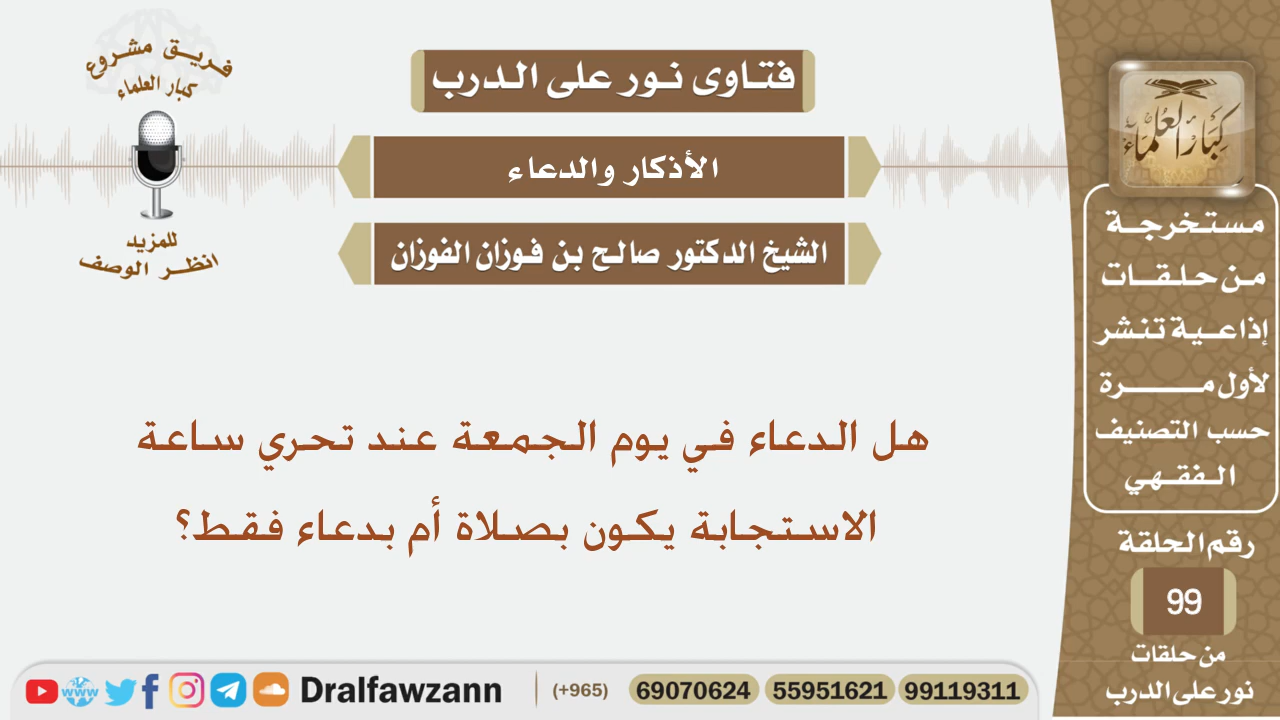 فريق مشروع
كبار العلماء
للمزيد
انظر الوصف
فتاوى نور على الدرب
الأذكار والدعاء
الشيخ الدكتور صالح بن فوزان الفوزان
هل الدعاء في يوم الجمعة عند تحري ساعة
الاستجابة يكون بصلاة أم بدعاء فقط؟
كبار العلماء
مستخرجة
من حلقات
إذاعية تنشر
لأول مرة
حسب التصنيف
الفقهي
رقم الحلقة
99
من حلقات
نور على الدرب
www Dralfawzann (+965) 69070624 55951621 99119311